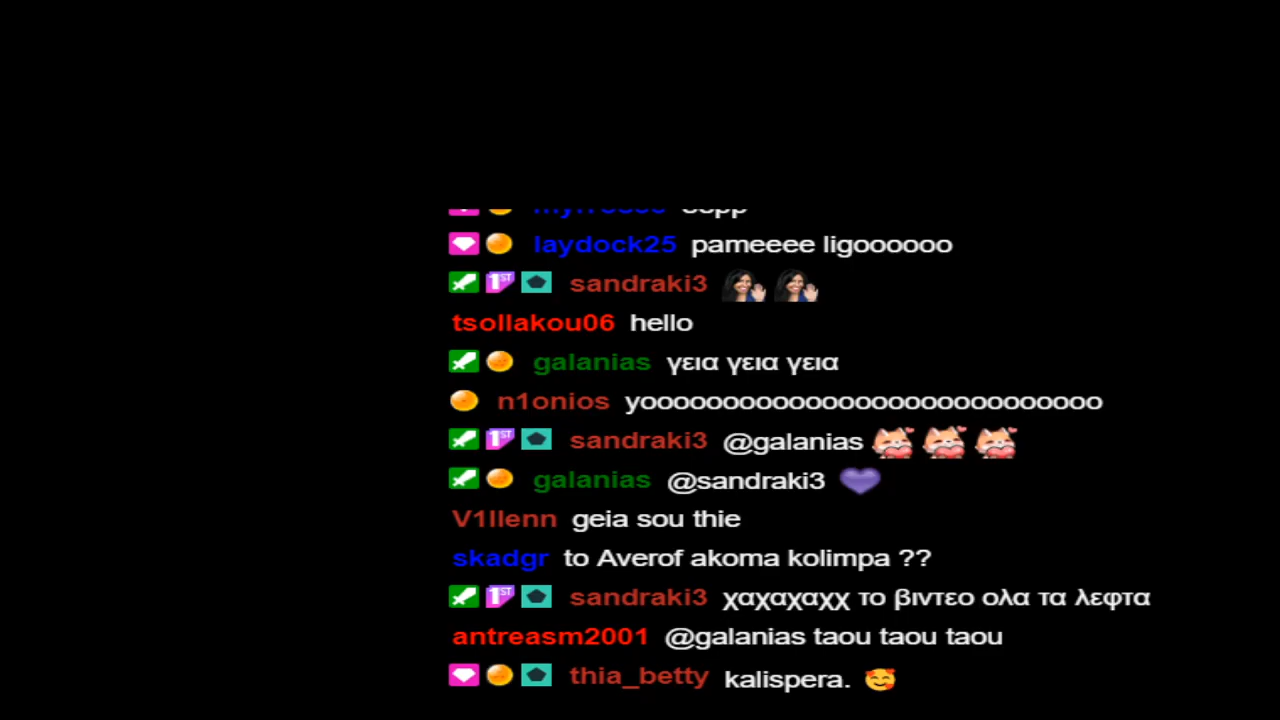 laydock25 pameeee ligoooooo
sandraki3
tsollakou06 hello
galanias γεια γεια γεια
n1onios yoooooooooooooooooooooooooooo
sandraki3 @galanias
galanias @sandraki3
V1llenn geia sou thie
skadgr to Averof akoma kolimpa ??
sandraki3 χαχαχαχχ το βιντεο ολα τα λεφτα
antreasm2001 @galanias taou taou taou
thia_betty kalispera. 🥰